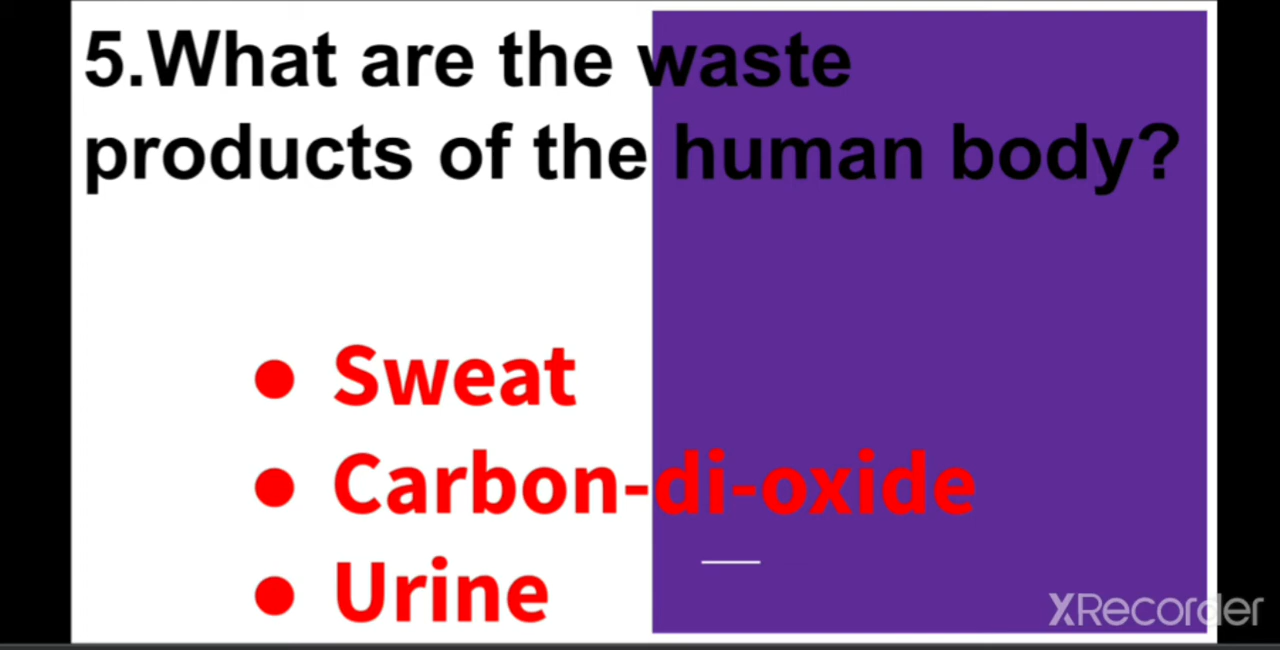 5.What are the waste
products of the human body?
● Sweat
● Carbon-di-oxide
● Urine
XRecorder